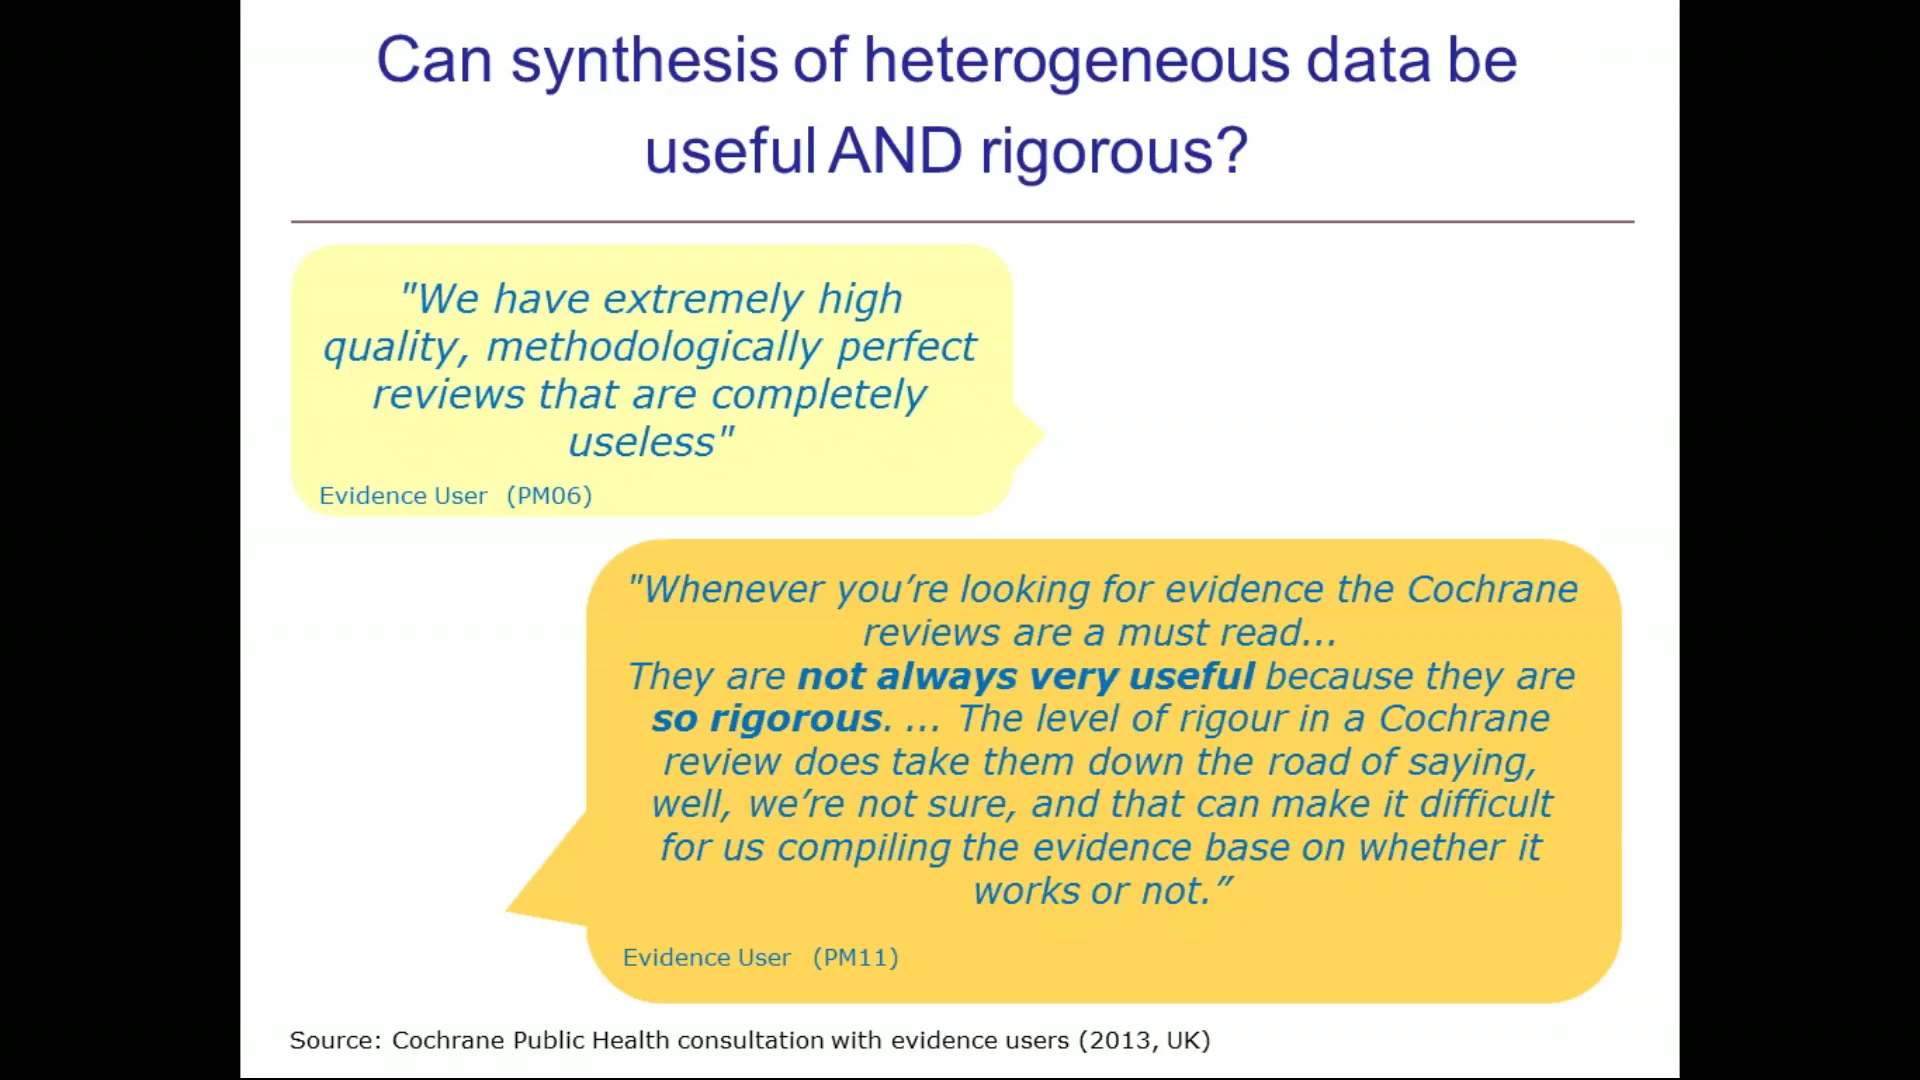 Can synthesis of heterogeneous data be
useful AND rigorous?
"We have extremely high
quality, methodologically perfect
reviews that are completely
useless"
Evidence User (PM06)
"Whenever you’re looking for evidence the Cochrane
reviews are a must read...
They are not always very useful because they are
so rigorous. ... The level of rigour in a Cochrane
review does take them down the road of saying,
well, we’re not sure, and that can make it difficult
for us compiling the evidence base on whether it
works or not.”
Evidence User (PM11)
Source: Cochrane Public Health consultation with evidence users (2013, UK)